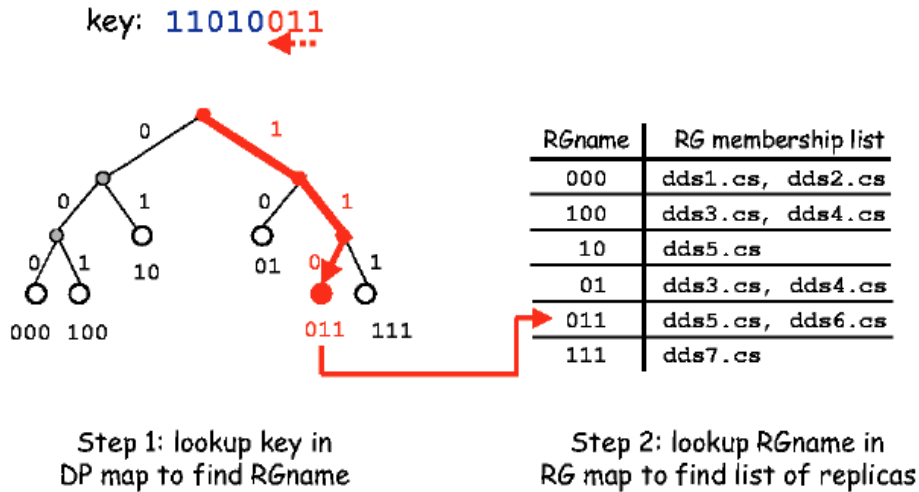 key: 11010011
0
1
0
1
0
1
0
1
10
01
0
1
000
100
011
111
RGname RG membership list
000 dds1.cs, dds2.cs
100 dds3.cs, dds4.cs
10 dds5.cs
01 dds3.cs, dds4.cs
011 dds5.cs, dds6.cs
111 dds7.cs
Step 1: lookup key in
DP map to find RGname
Step 2: lookup RGname in
RG map to find list of replicas